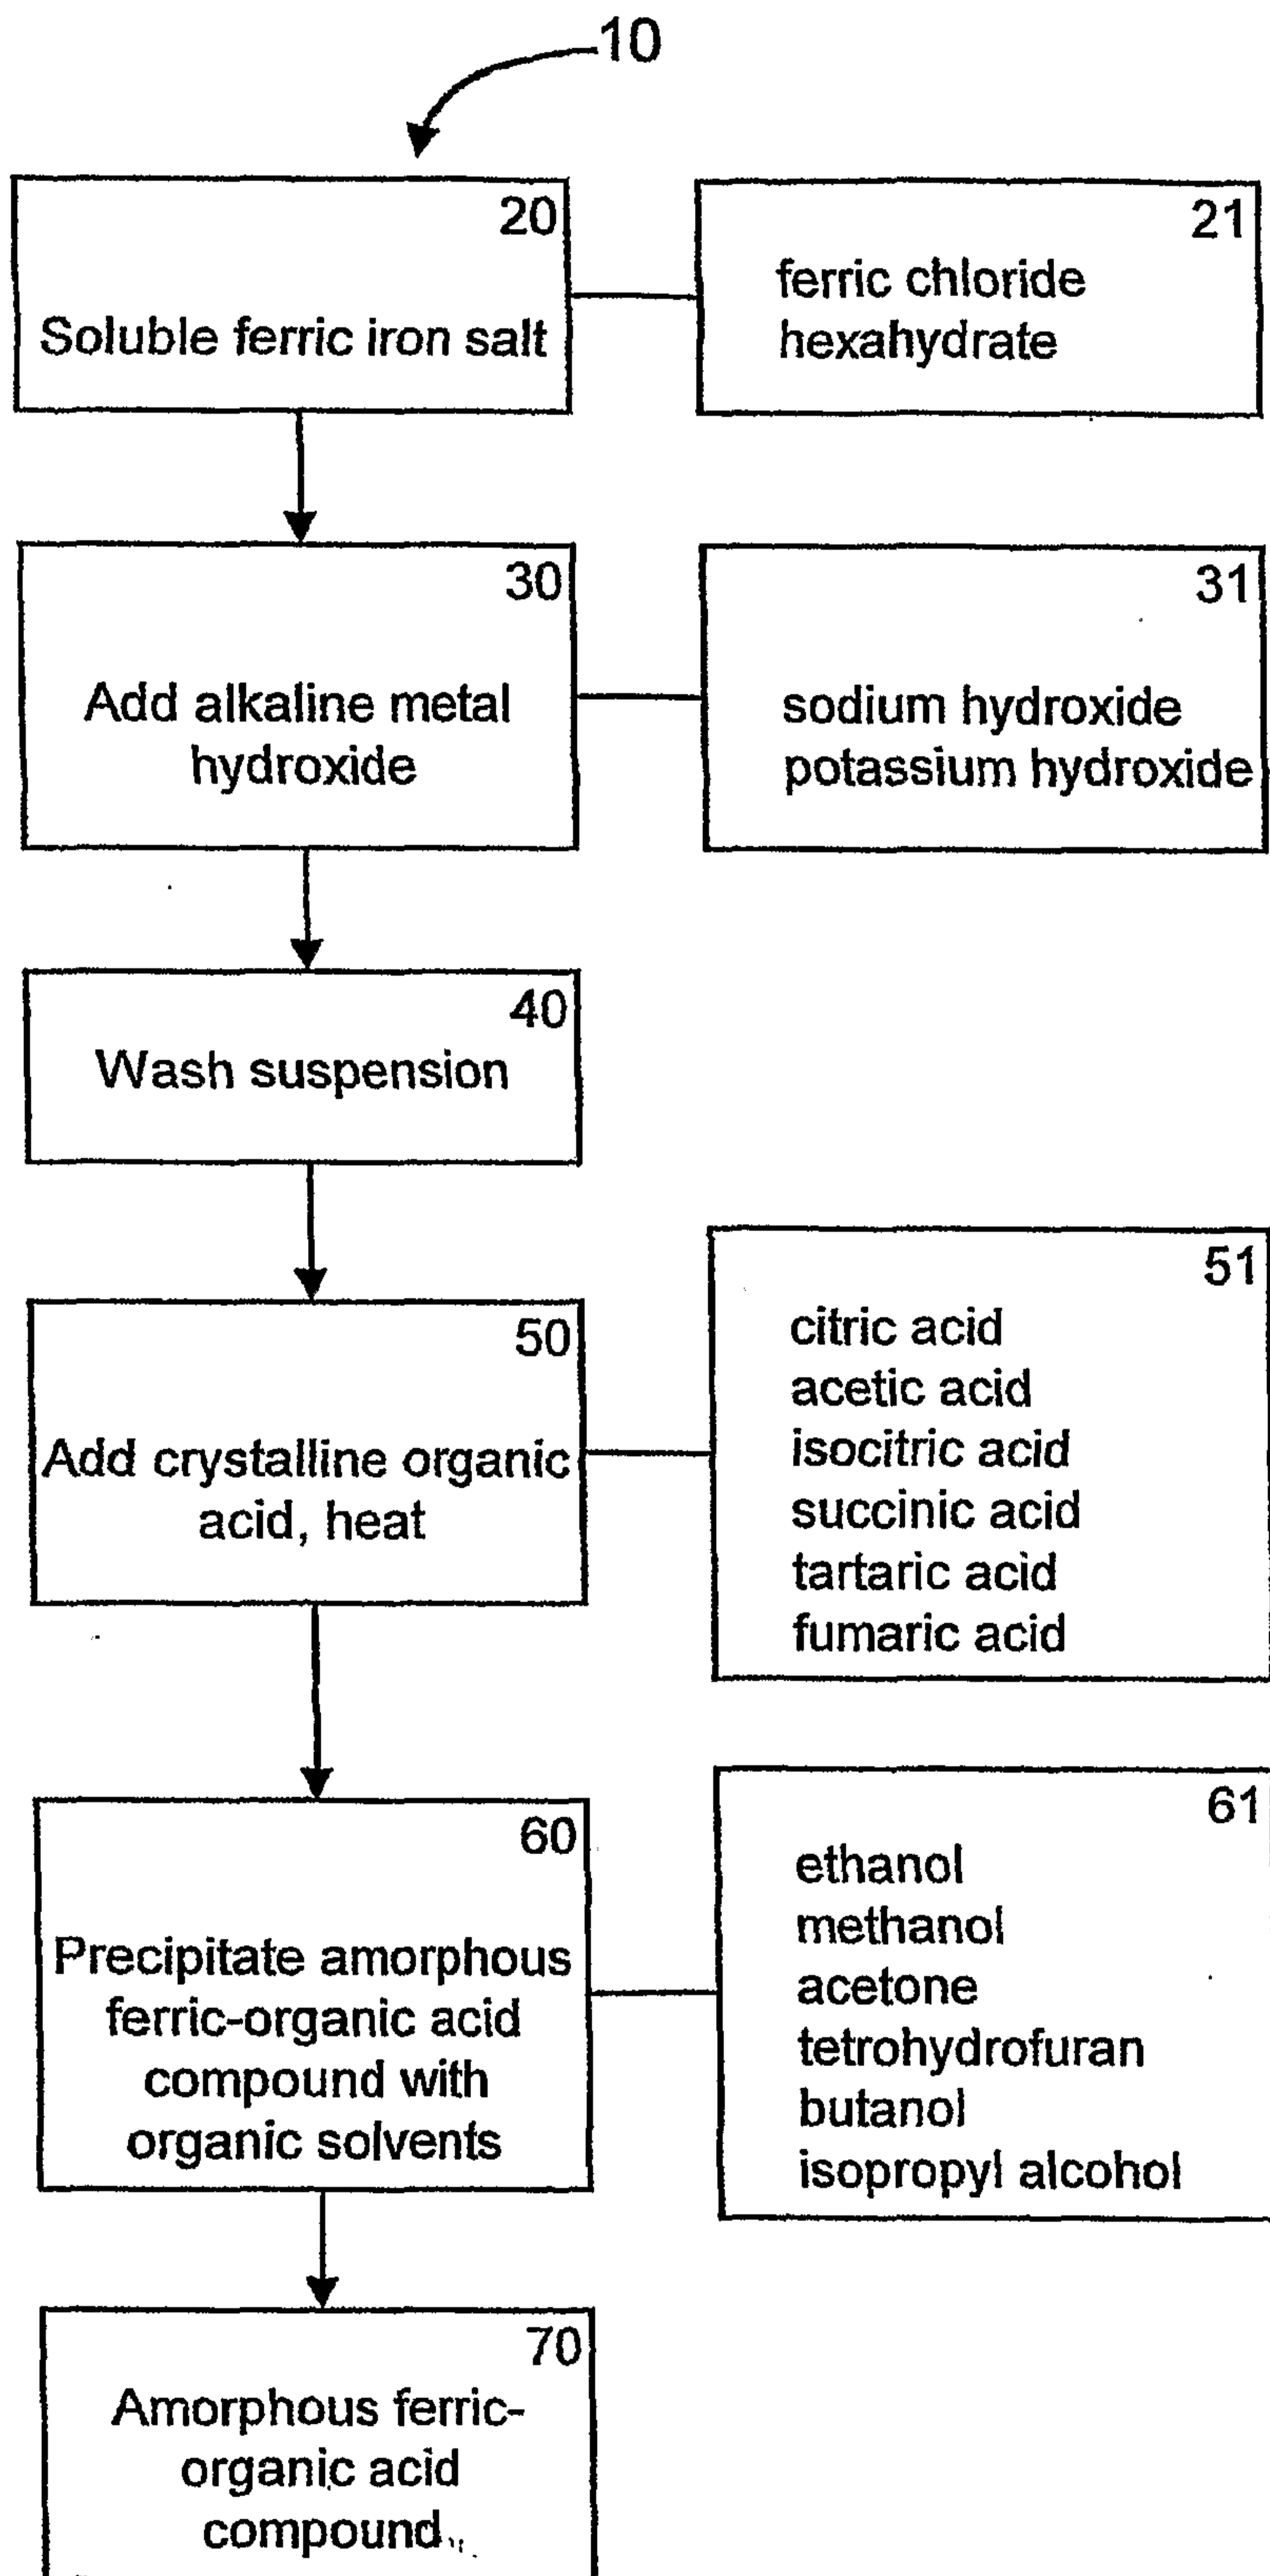 10
20
Soluble ferric iron salt
21
ferric chloride
hexahydrate
30
Add alkaline metal
hydroxide
31
sodium hydroxide
potassium hydroxide
40
Wash suspension
50
Add crystalline organic
acid, heat
51
citric acid
acetic acid
isocitric acid
succinic acid
tartaric acid
fumaric acid
60
Precipitate amorphous
ferric-organic acid
compound with
organic solvents
61
ethanol
methanol
acetone
tetrohydrofuran
butanol
isopropyl alcohol
70
Amorphous ferric-
organic acid
compound